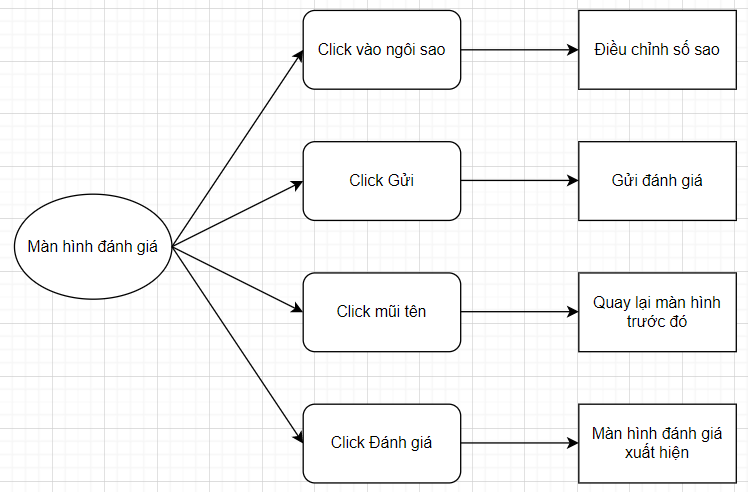 Click vào ngôi sao
Điều chỉnh số sao
Click Gửi
Gửi đánh giá
Màn hình đánh giá
Click mũi tên
Quay lại màn hình
trước đó
Click Đánh giá
Màn hình đánh giá
xuất hiện